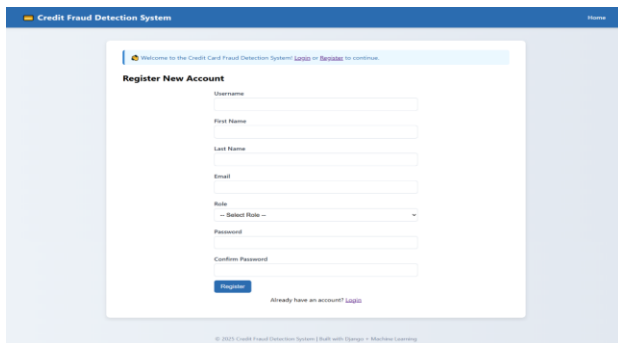 Credit Fraud Detection System
Home
Welcome to the Credit Card Fraud Detection System! Login or Register to continue.
Register New Account
Username
First Name
Last Name
Email
Role
-- Select Role --
Password
Confirm Password
Register
Already have an account? Login
© 2025 Credit Fraud Detection System | Built with Django + Machine Learning